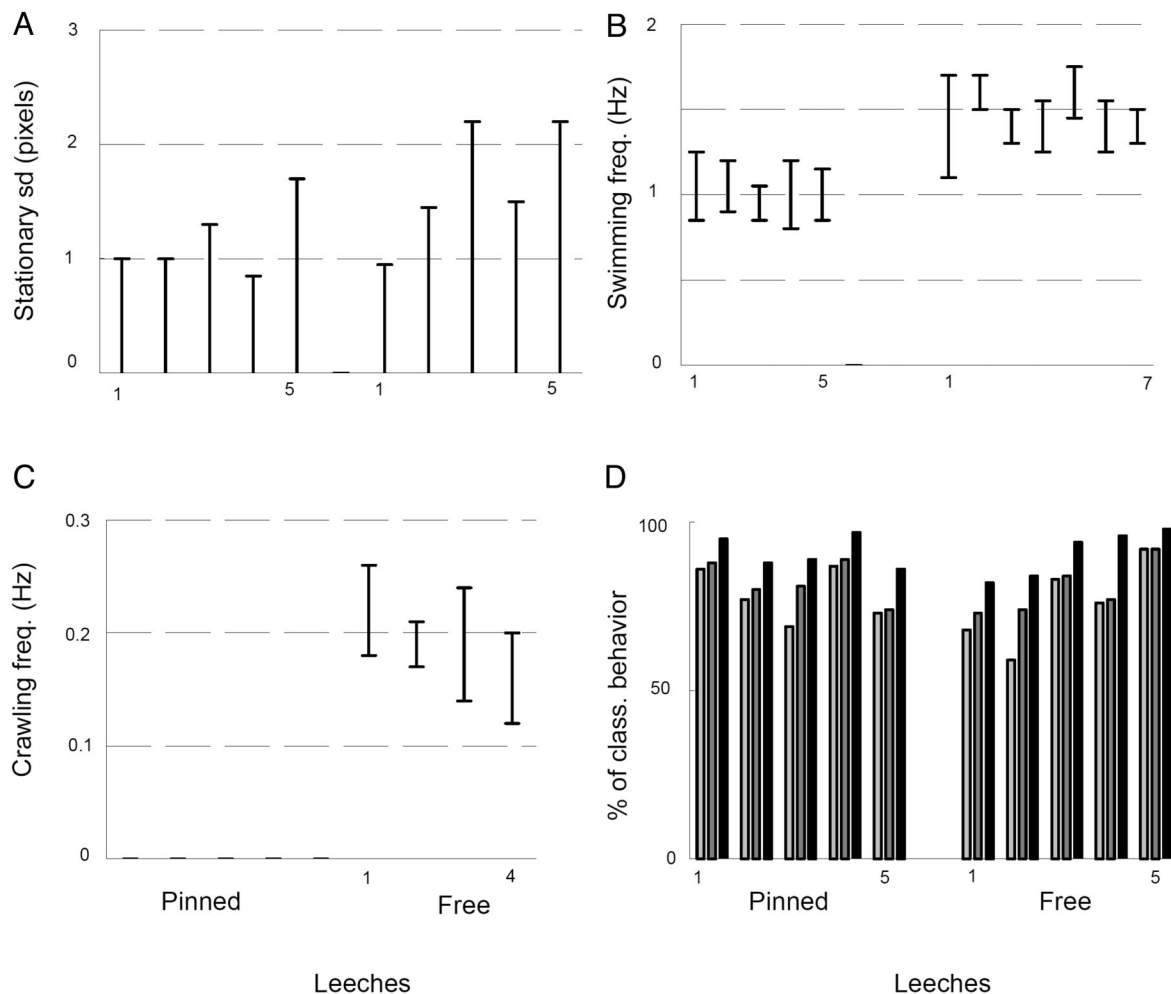 A
Stationary sd (pixels)
3
2
1
0
1
5
1
5
B
Swimming freq. (Hz)
2
1
0
1
5
1
7
C
Crawling freq. (Hz)
0.3
0.2
0.1
0
1
4
Pinned
Free
Leeches
D
% of class. behavior
100
50
0
1
5
1
5
Pinned
Free
Leeches